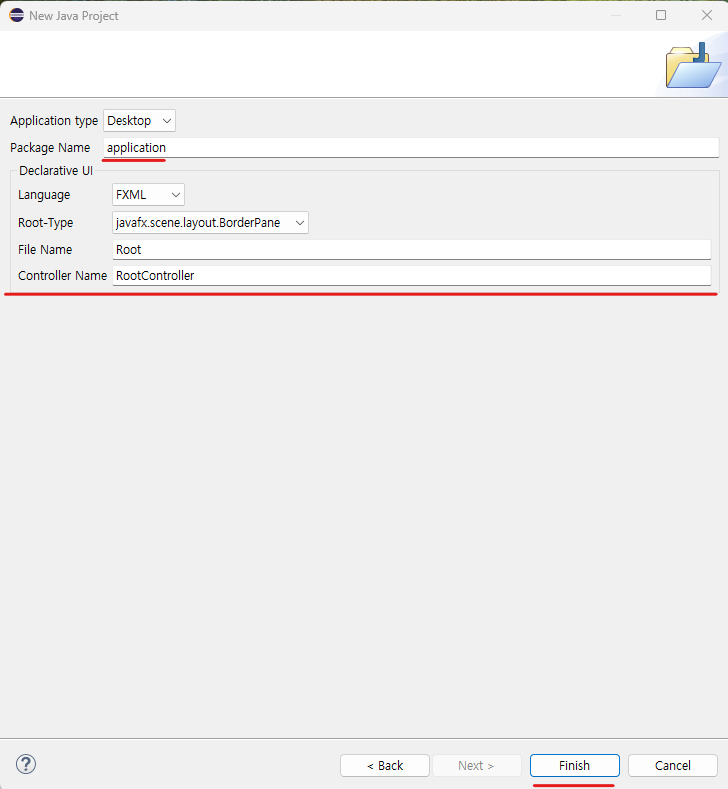 New Java Project
Application type Desktop
Package Name application
Declarative UI
Language FXML
Root-Type javafx.scene.layout.BorderPane
File Name Root
Controller Name RootController
? < Back Next > Finish Cancel